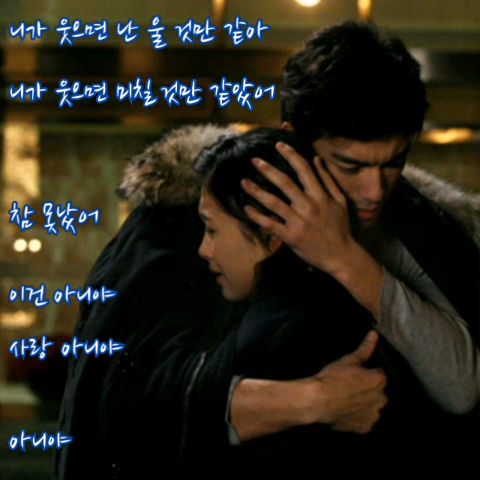 니가 웃으면 난 울 것만 같아
니가 웃으면 미칠 것만 같았어
참 못났어
이건 아니야
사랑 아니야
아니야